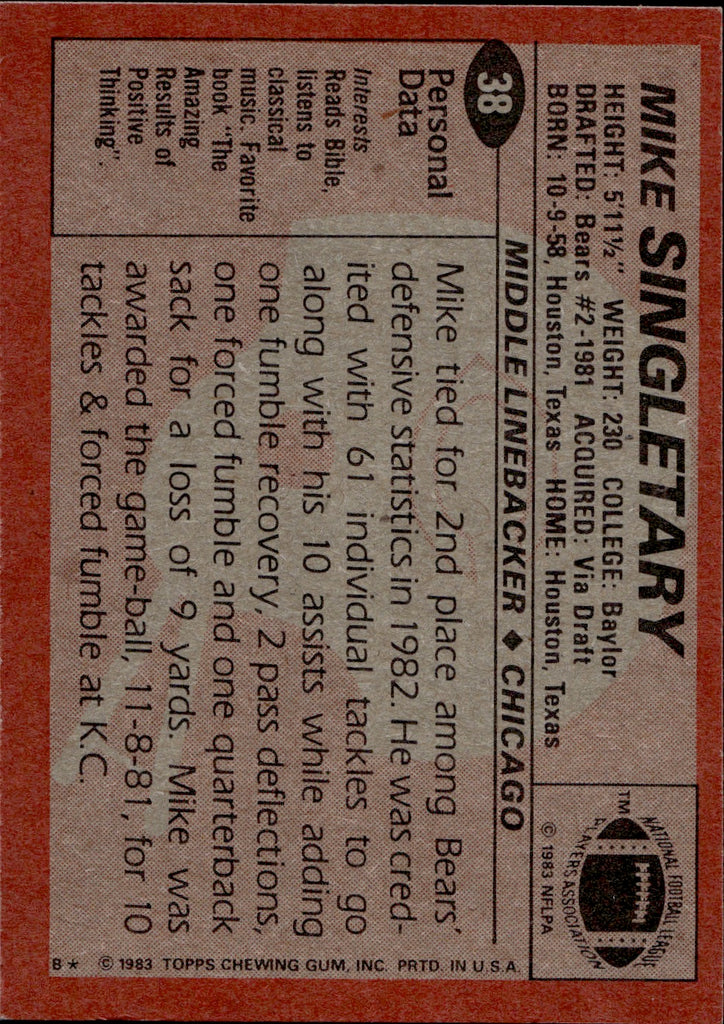 MIKE SINGLETARY
HEIGHT: 5'11½" WEIGHT: 230 COLLEGE: Baylor
DRAFTED: Bears #2-1981 ACQUIRED: Via Draft
BORN: 10-9-58, Houston, Texas HOME: Houston, Texas
NATIONAL FOOTBALL LEAGUE
PLAYERS ASSOCIATION
TM
© 1983 NFLPA
38
MIDDLE LINEBACKER ◆ CHICAGO
Personal
Data
Interests
Reads Bible,
listens to
classical
music. Favorite
book "The
Amazing
Results of
Positive
Thinking".
Mike tied for 2nd place among Bears'
defensive statistics in 1982. He was cred-
ited with 61 individual tackles to go
along with his 10 assists while adding
one fumble recovery, 2 pass deflections,
one forced fumble and one quarterback
sack for a loss of 9 yards. Mike was
awarded the game-ball, 11-8-81, for 10
tackles & forced fumble at K.C.
B* © 1983 TOPPS CHEWING GUM, INC. PRTD. IN U.S.A.